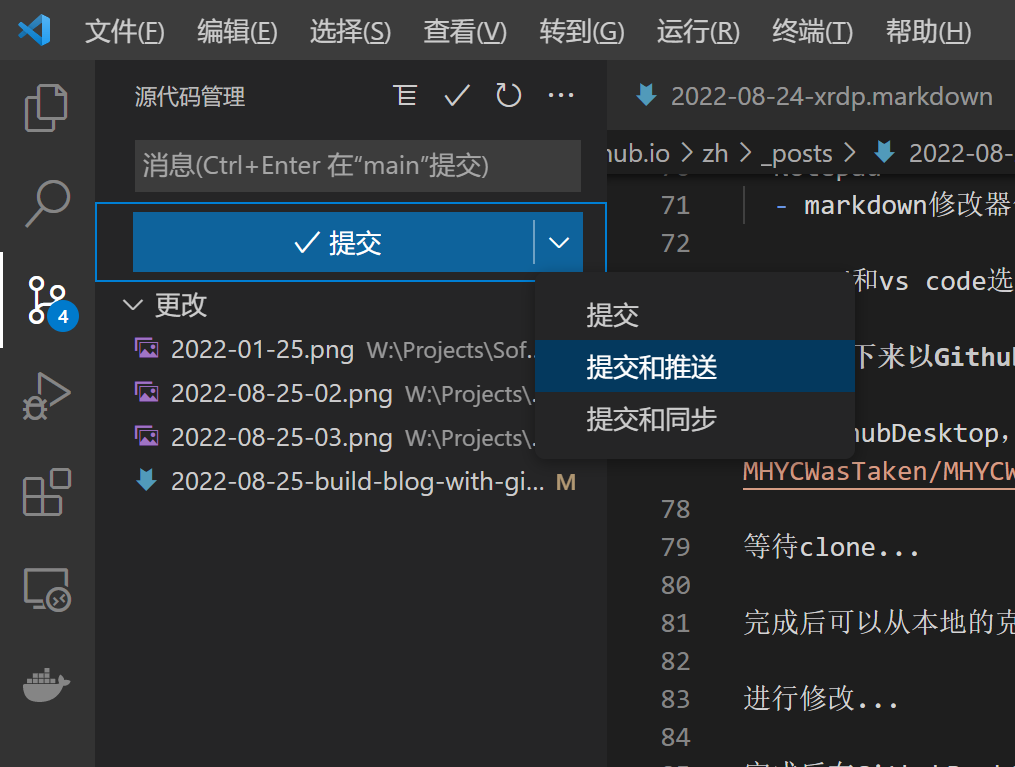 文件(F) 编辑(E) 选择(S) 查看(V) 转到(G) 运行(R) 终端(T) 帮助(H)
源代码管理
消息(Ctrl+Enter 在“main”提交)
提交
更改
2022-01-25.png W:\Projects\Sof...
2022-08-25-02.png W:\Projects\...
2022-08-25-03.png W:\Projects\...
2022-08-25-build-blog-with-gi... M
4
提交
提交和推送
提交和同步
2022-08-24-xrdp.markdown
hub.io > zh > _posts > 2022-08-
71 - markdown修改器
72
和vs code选
下来以Github
hubDesktop，
MHYCWasTaken/MHYCW
78
79 等待clone...
80
81 完成后可以从本地的克
82
83 进行修改...
84